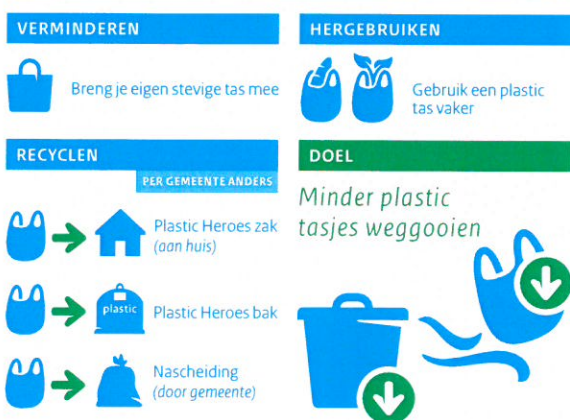 VERMINDEREN
Breng je eigen stevige tas mee
HERGEBRUIKEN
Gebruik een plastic
tas vaker
RECYCLEN
PER GEMEENTE ANDERS
Plastic Heroes zak
(aan huis)
plastic
Plastic Heroes bak
Nascheiding
(door gemeente)
DOEL
Minder plastic
tasjes weggooien